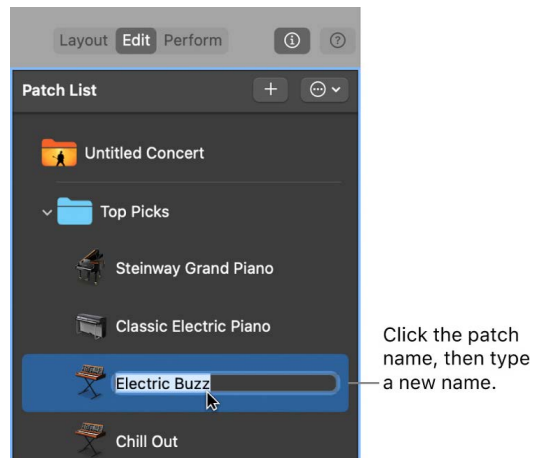 Layout Edit Perform
Patch List
Untitled Concert
Top Picks
Steinway Grand Piano
Classic Electric Piano
Electric Buzz
Chill Out
Click the patch
name, then type
a new name.